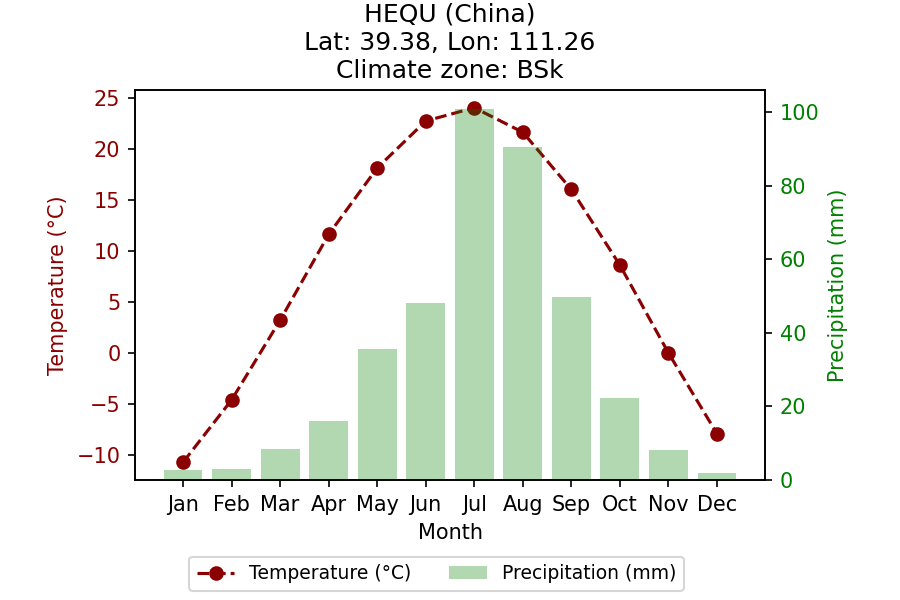 HEQU (China)
Lat: 39.38, Lon: 111.26
Climate zone: BSk
25
20
15
10
5
0
−5
−10
Temperature (°C)
100
80
60
40
20
0
Precipitation (mm)
Jan Feb Mar Apr May Jun Jul Aug Sep Oct Nov Dec
Month
Temperature (°C) Precipitation (mm)